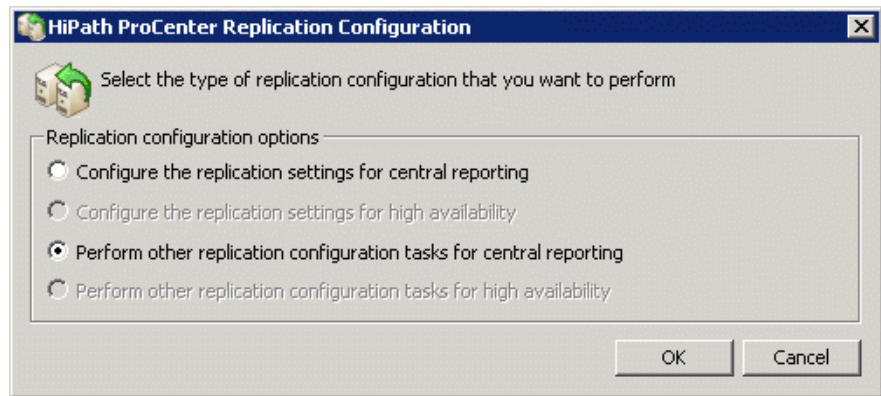 HiPath ProCenter Replication Configuration
Select the type of replication configuration that you want to perform
Replication configuration options
Configure the replication settings for central reporting
Configure the replication settings for high availability
Perform other replication configuration tasks for central reporting
Perform other replication configuration tasks for high availability
OK Cancel